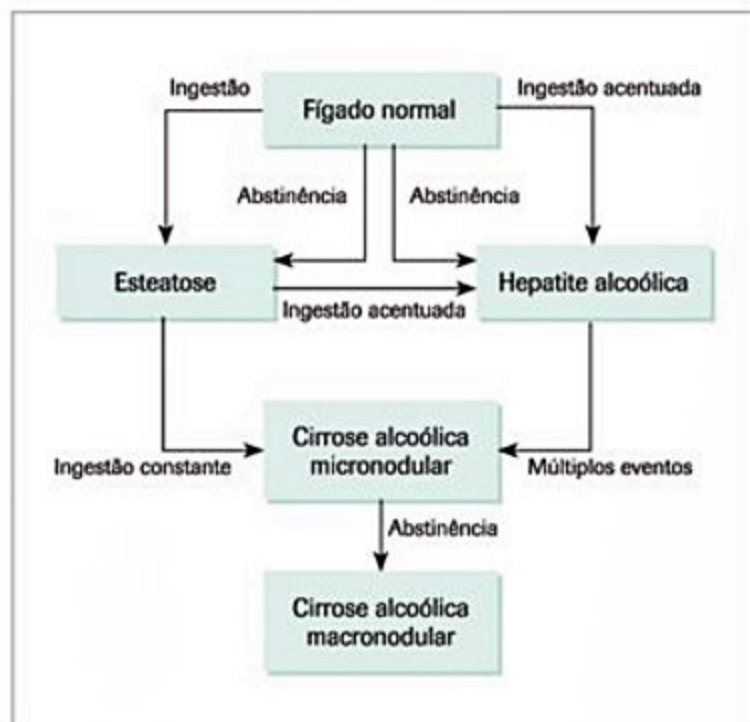 Ingestão
Fígado normal
Ingestão acentuada
Abstinência
Abstinência
Esteatose
Hepatite alcoólica
Ingestão acentuada
Cirrose alcoólica
micronodular
Ingestão constante
Múltiplos eventos
Abstinência
Cirrose alcoólica
macronodular